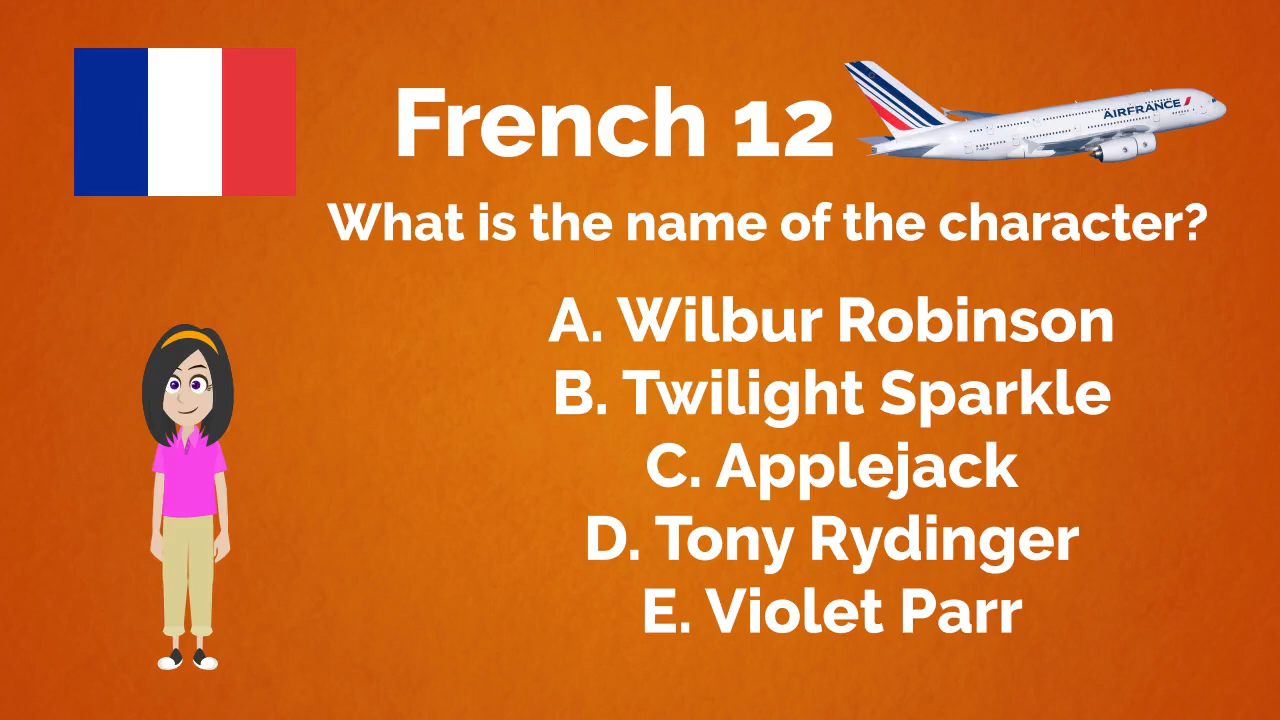 French 12
AIRFRANCE
What is the name of the character?
A. Wilbur Robinson
B. Twilight Sparkle
C. Applejack
D. Tony Rydinger
E. Violet Parr